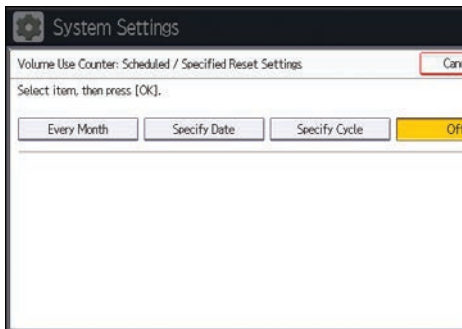 System Settings
Volume Use Counter: Scheduled / Specified Reset Settings
Select item, then press [OK].
Every Month Specify Date Specify Cycle